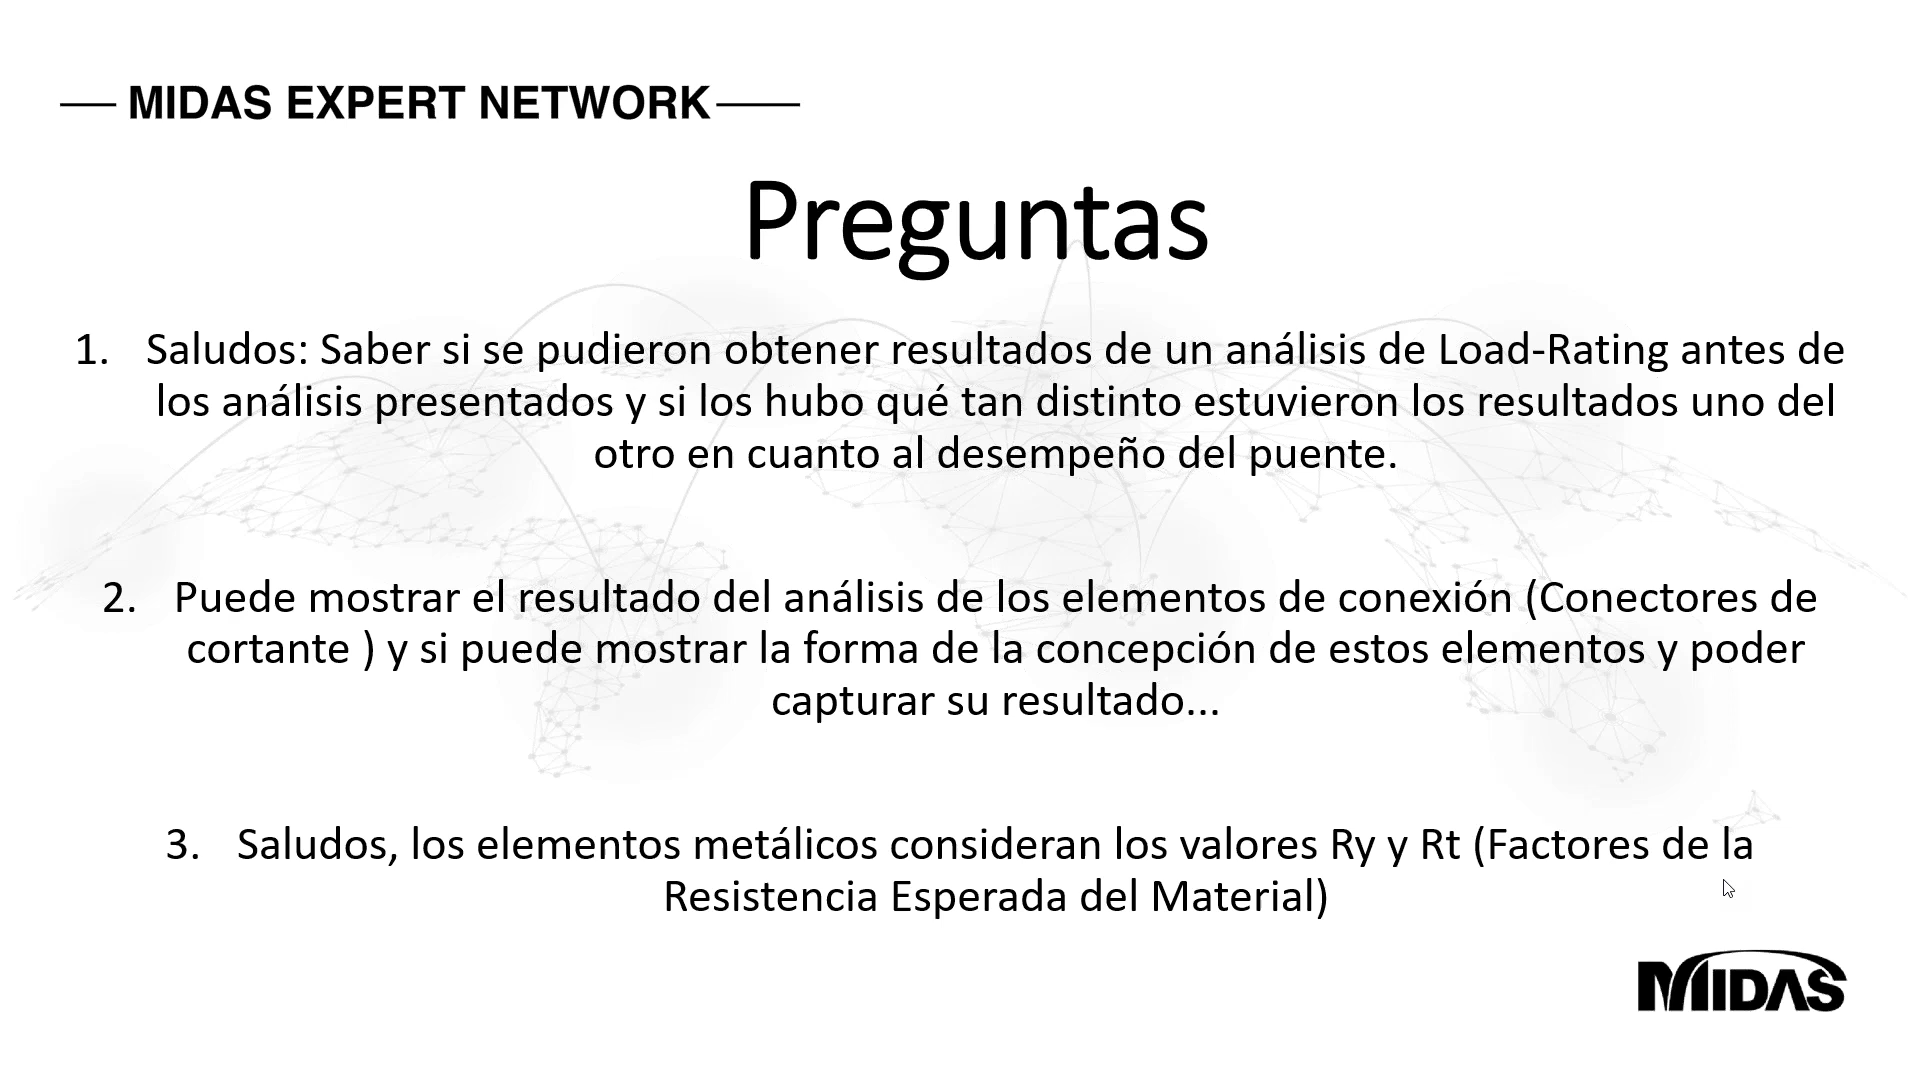 MIDAS EXPERT NETWORK
Preguntas
1. Saludos: Saber si se pudieron obtener resultados de un análisis de Load-Rating antes de
los análisis presentados y si los hubo qué tan distinto estuvieron los resultados uno del
otro en cuanto al desempeño del puente.
2. Puede mostrar el resultado del análisis de los elementos de conexión (Conectores de
cortante ) y si puede mostrar la forma de la concepción de estos elementos y poder
capturar su resultado...
3. Saludos, los elementos metálicos consideran los valores Ry y Rt (Factores de la
Resistencia Esperada del Material)
MIDAS